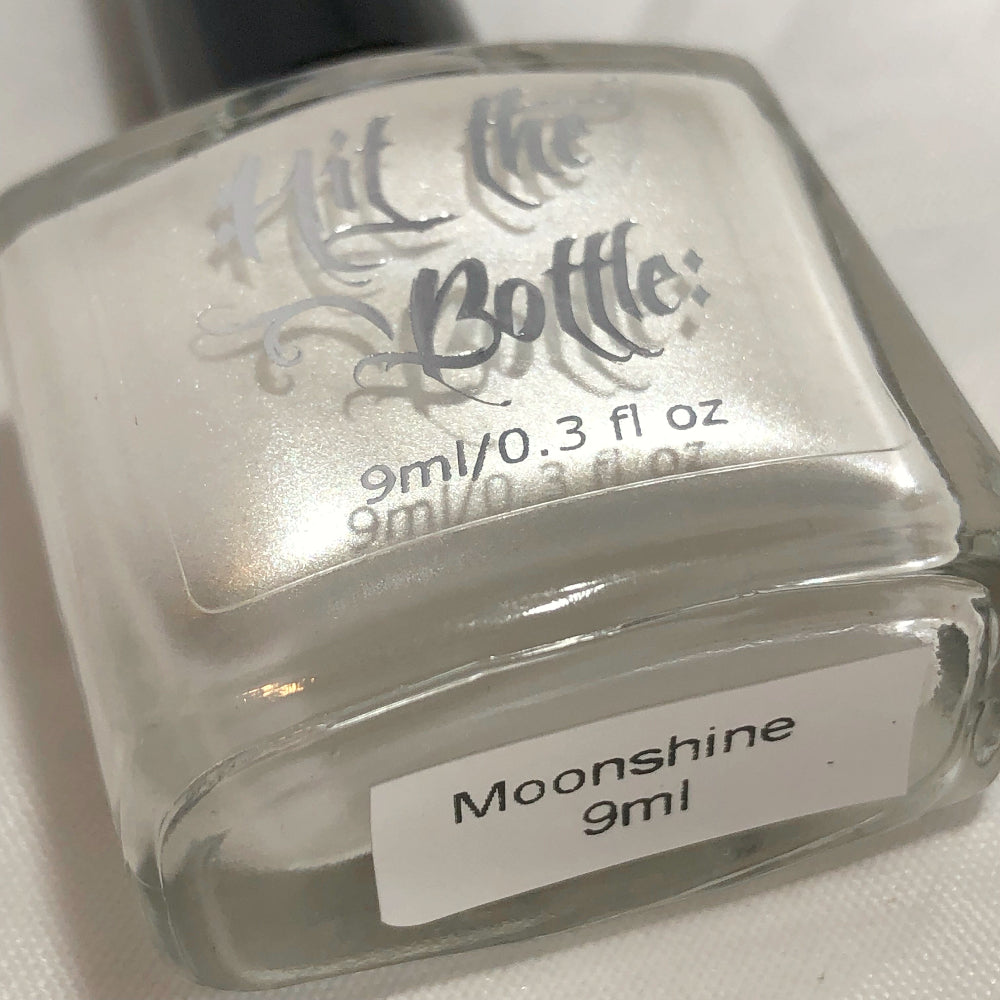 Hit the
Bottle:
9ml/0.3 fl oz
Moonshine
9ml